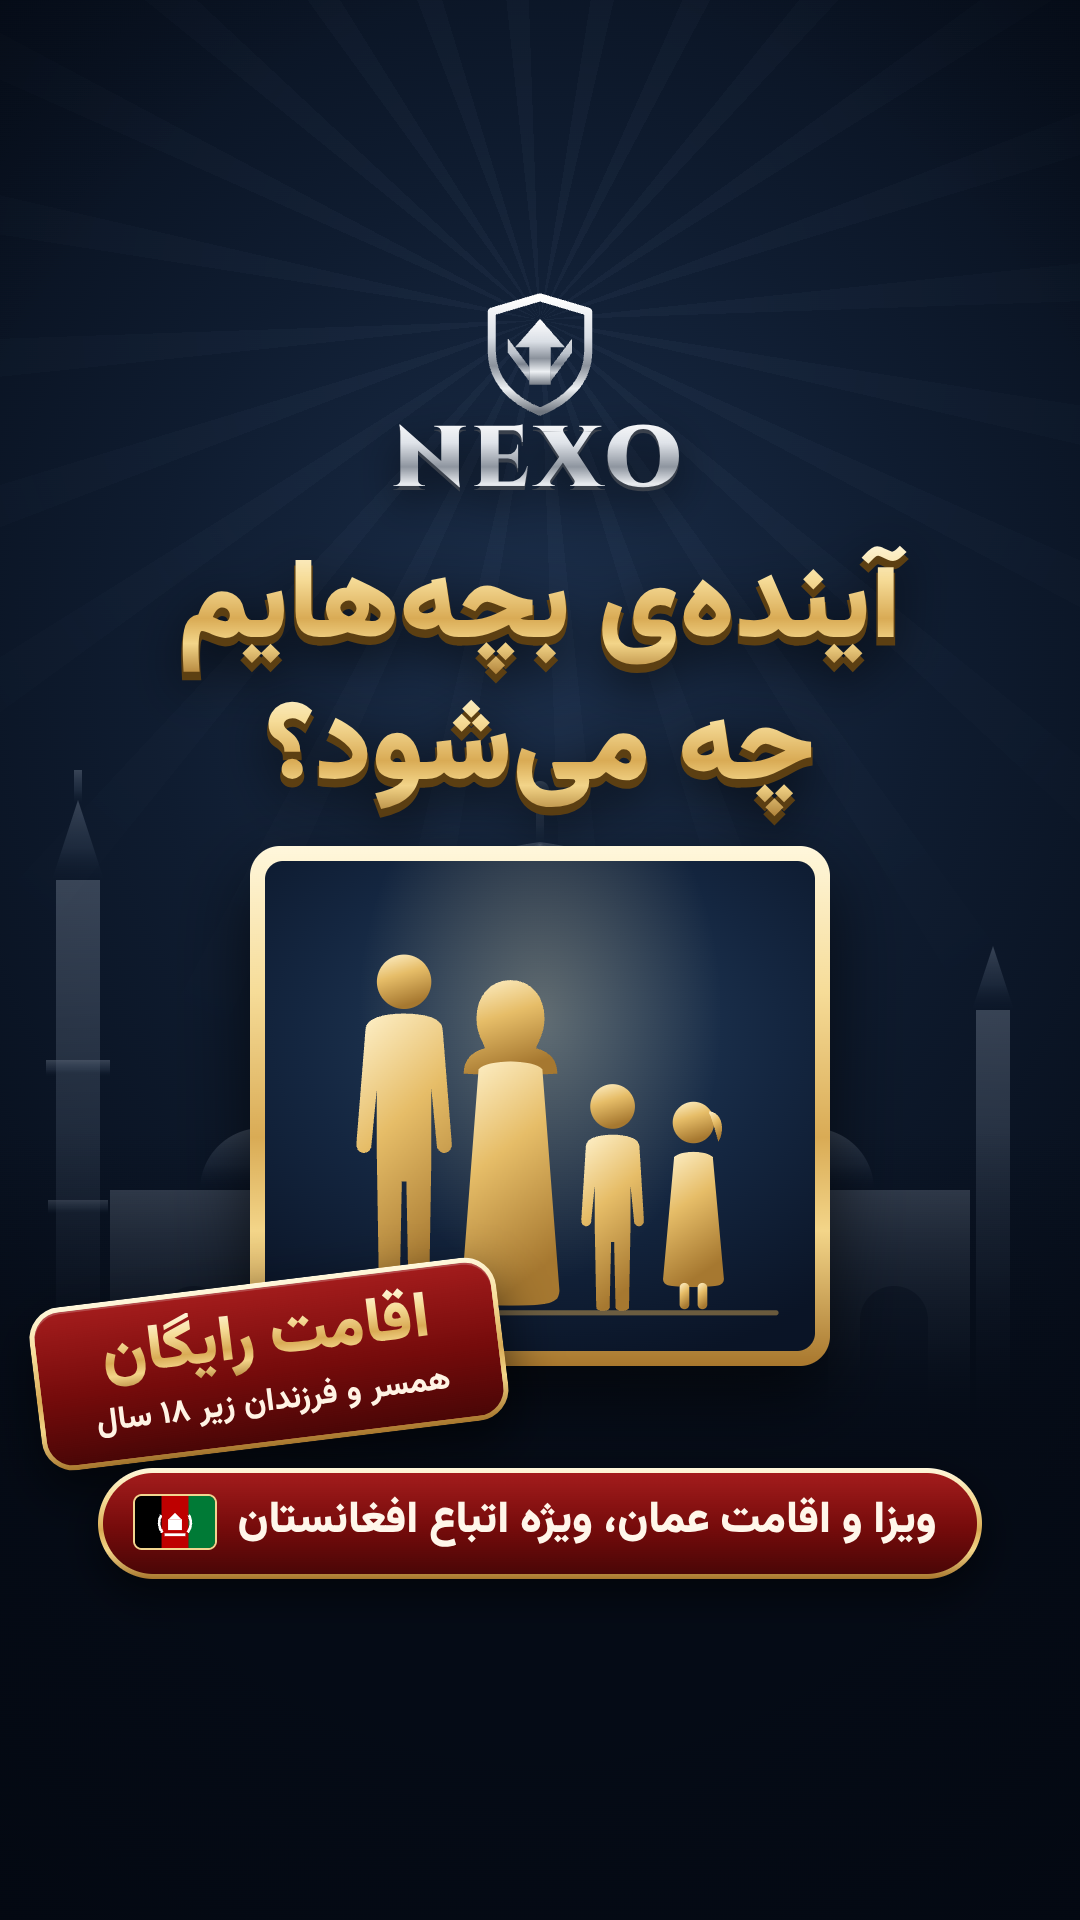 NEXO
آینده‌ی بچه‌هایم
چه می‌شود؟
اقامت رایگان
همسر و فرزندان زیر ۱۸ سال
ویزا و اقامت عمان، ویژه اتباع افغانستان